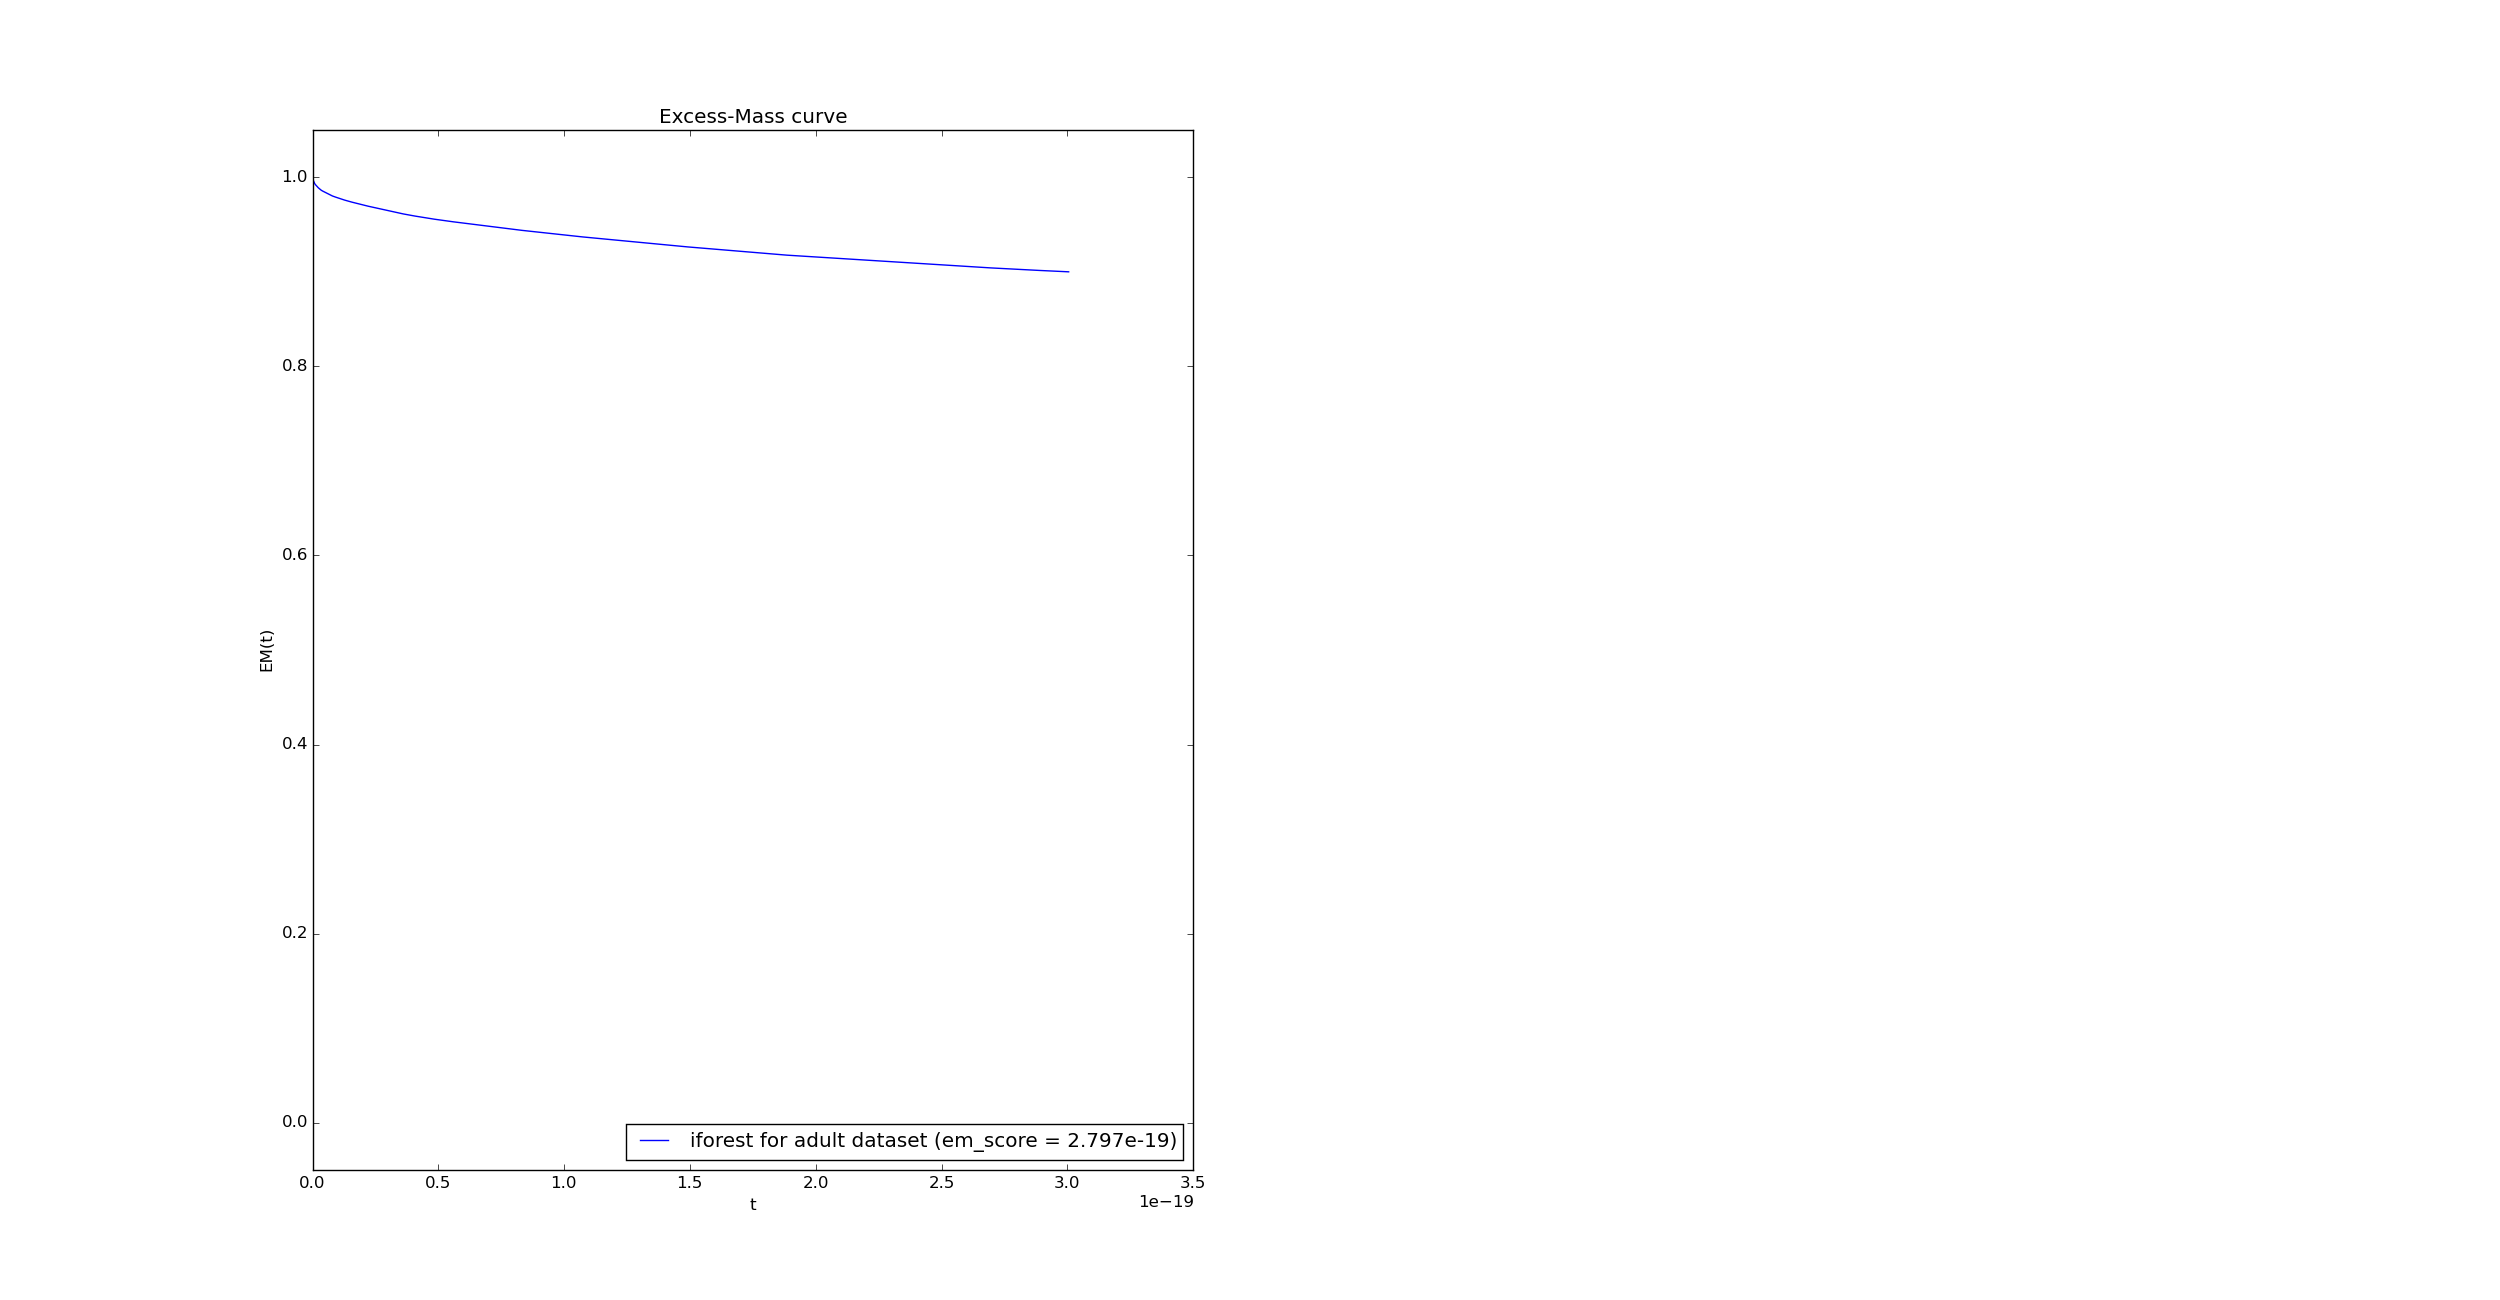 Excess-Mass curve
1.0
0.8
0.6
0.4
0.2
0.0
EM(t)
iforest for adult dataset (em_score = 2.797e-19)
0.0 0.5 1.0 1.5 2.0 2.5 3.0 3.5
1e−19
t